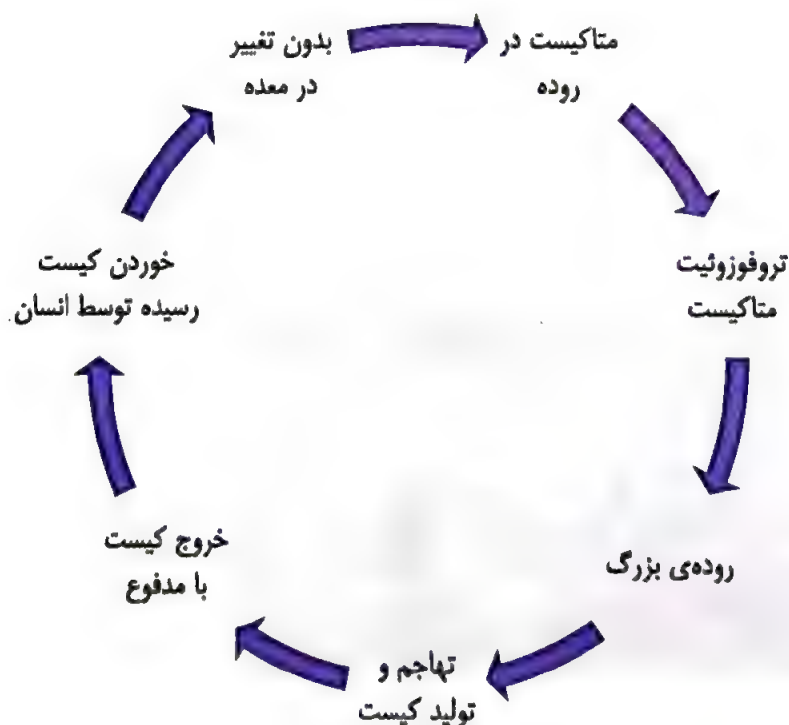 بدون تغییر
در معده
متاکیست در
روده
تروفوزوئیت
متاکیست
روده‌ی بزرگ
تهاجم و
تولید کیست
خروج کیست
با مدفوع
خوردن کیست
رسیده توسط انسان